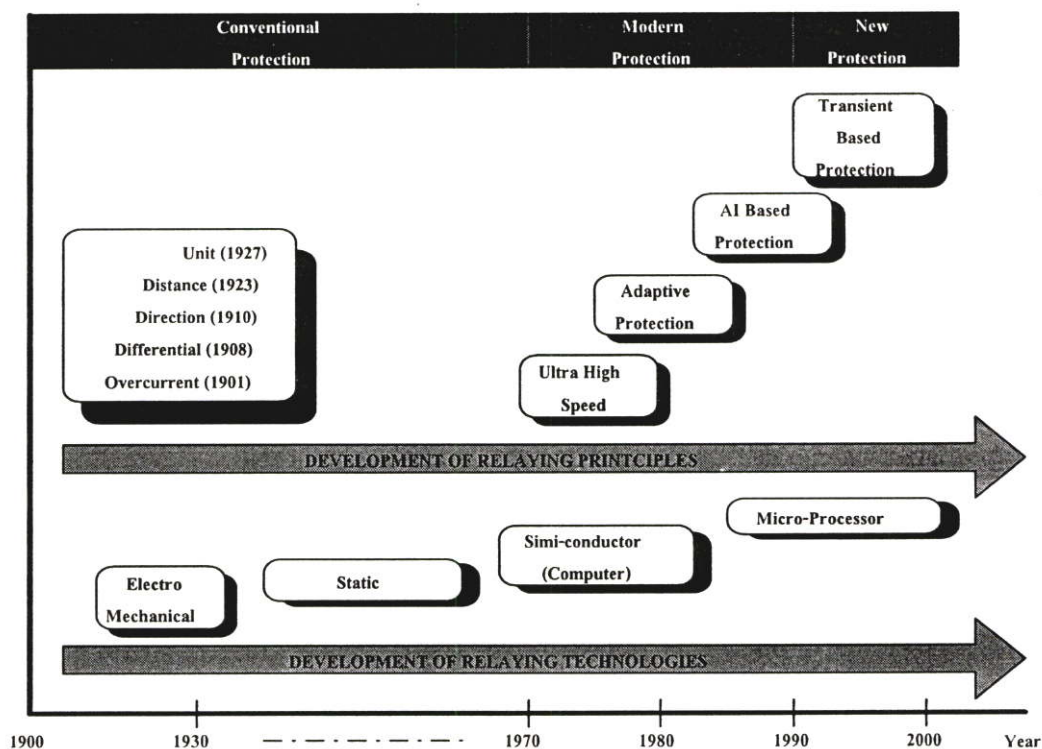 Conventional
Protection
Modern
Protection
New
Protection
Transient
Based
Protection
AI Based
Protection
Unit (1927)
Distance (1923)
Direction (1910)
Differential (1908)
Overcurrent (1901)
Adaptive
Protection
Ultra High
Speed
DEVELOPMENT OF RELAYING PRINTCIPLES
Micro-Processor
Simi-conductor
(Computer)
Static
Electro
Mechanical
DEVELOPMENT OF RELAYING TECHNOLOGIES
1900 1930 1970 1980 1990 2000 Year